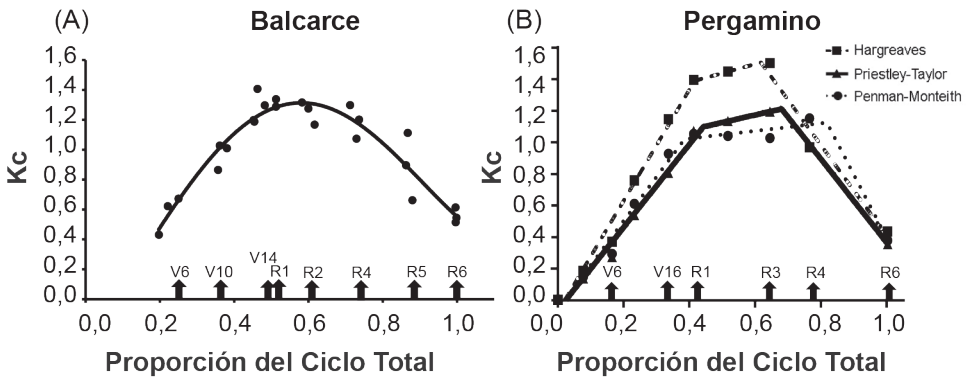 (A)
Balcarce
Kc
1,6
1,4
1,2
1,0
0,8
0,6
0,4
0,2
0,0
V6
V10
V14
R1
R2
R4
R5
R6
0,0
0,2
0,4
0,6
0,8
1,0
Proporción del Ciclo Total
(B)
Pergamino
Hargreaves
Priestley-Taylor
Penman-Monteith
Kc
1,6
1,4
1,2
1,0
0,8
0,6
0,4
0,2
0,0
V6
V16
R1
R3
R4
R6
0,0
0,2
0,4
0,6
0,8
1,0
Proporción del Ciclo Total